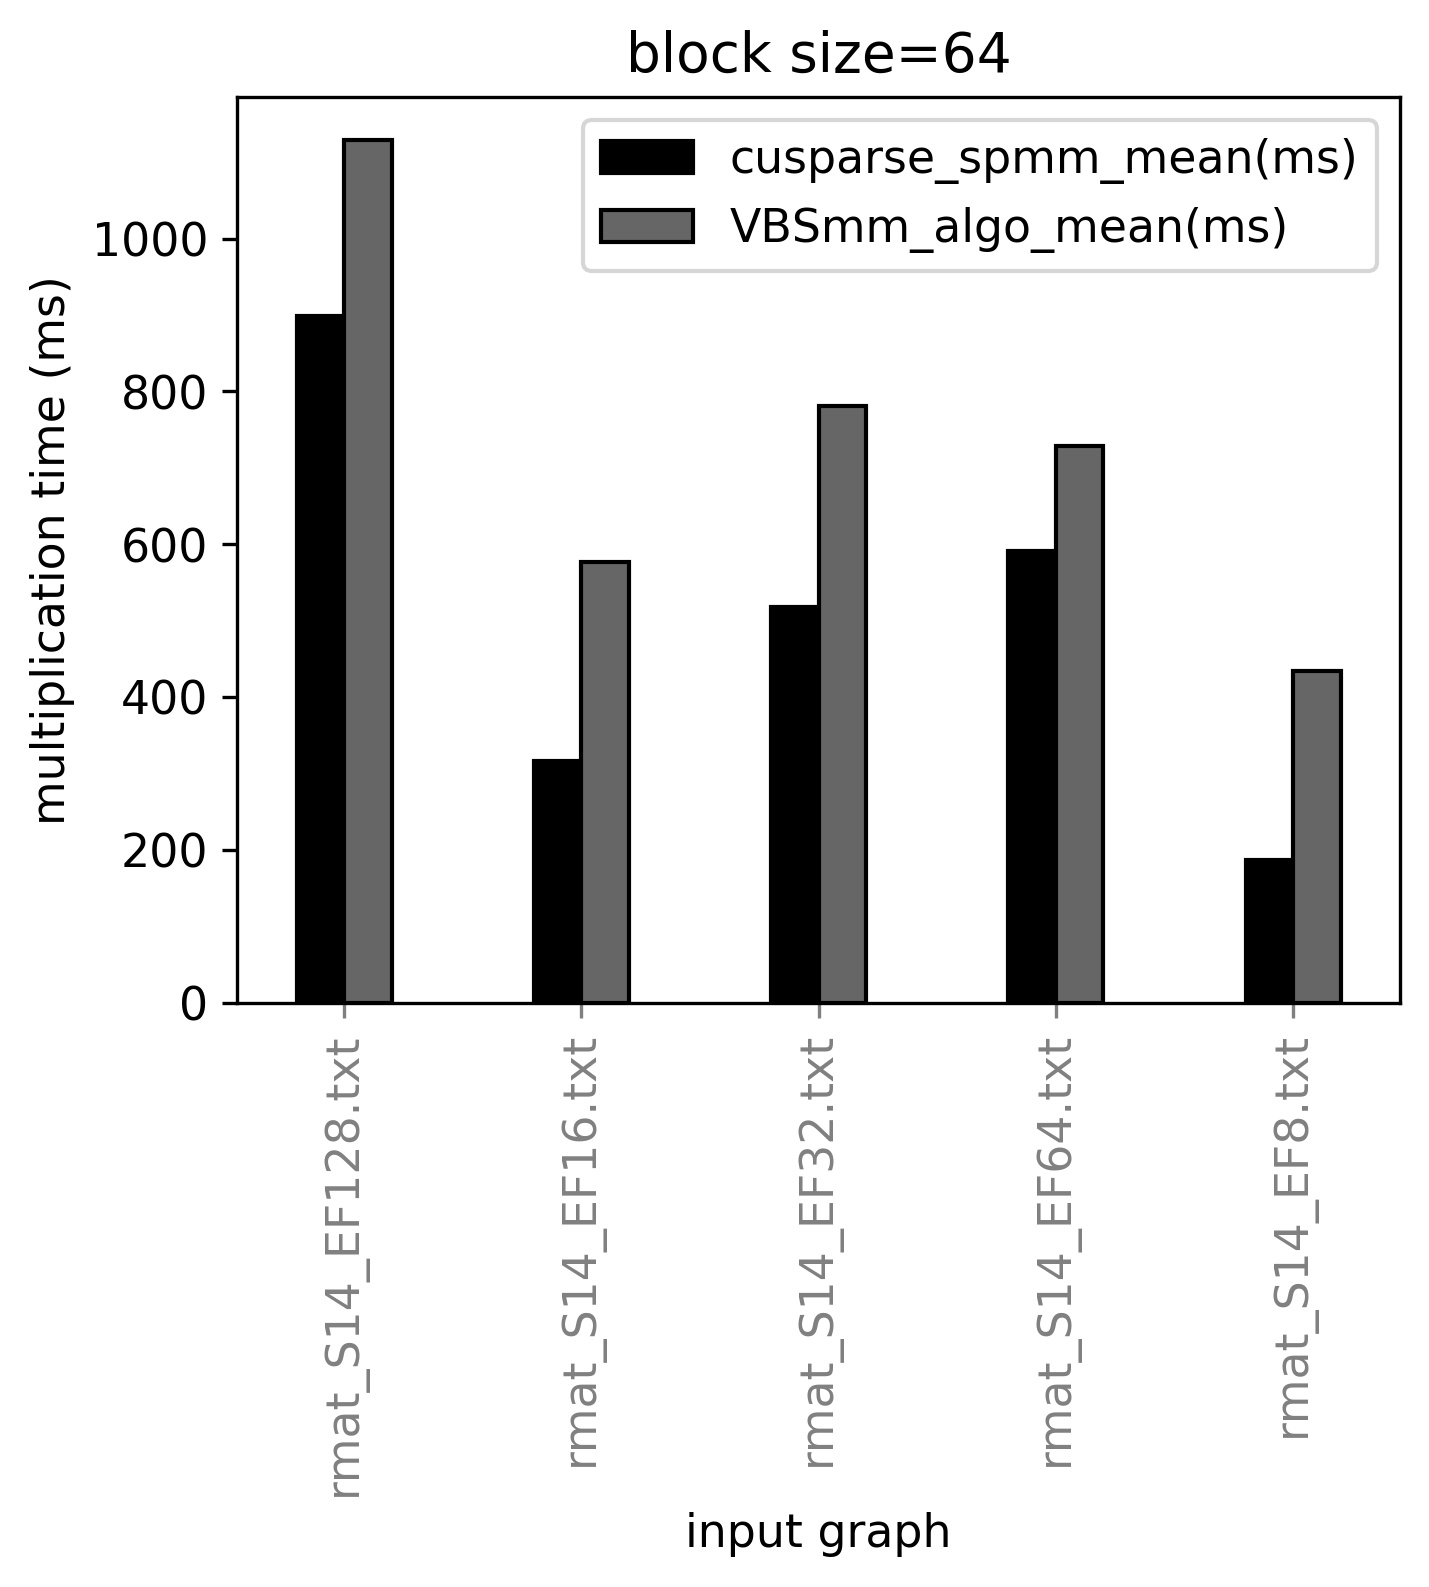 block size=64
cusparse_spmm_mean(ms)
VBSmm_algo_mean(ms)
multiplication time (ms)
1000
800
600
400
200
0
rmat_S14_EF128.txt
rmat_S14_EF16.txt
rmat_S14_EF32.txt
rmat_S14_EF64.txt
rmat_S14_EF8.txt
input graph